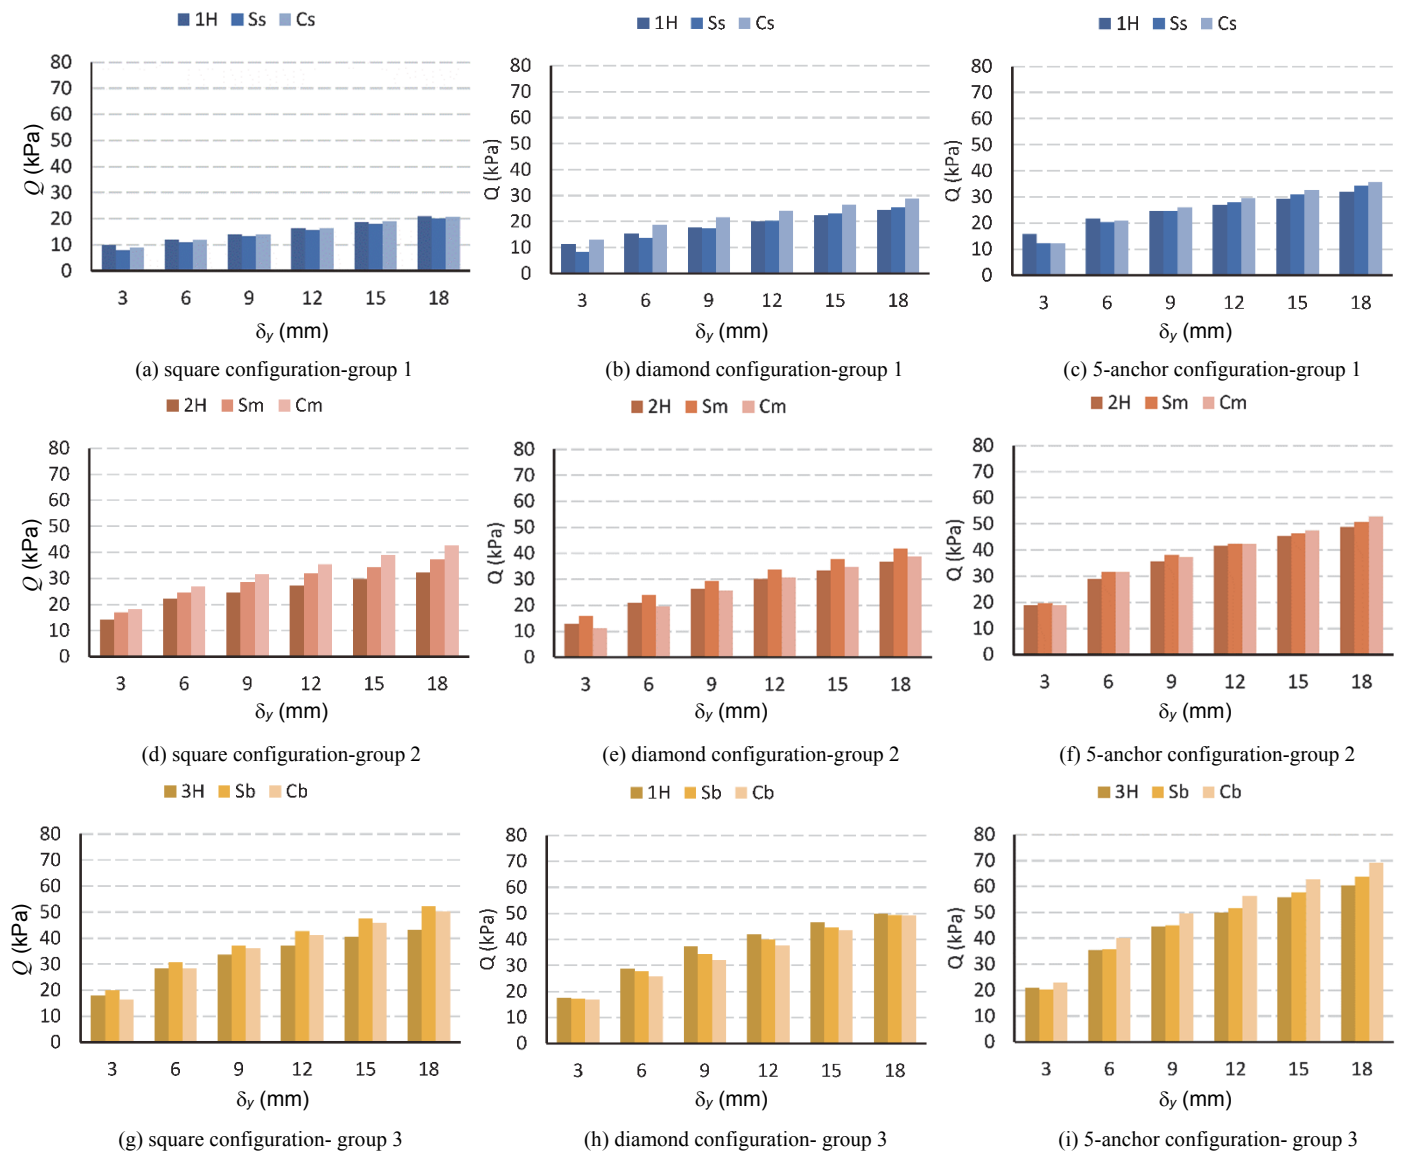 1H Ss Cs
80
70
60
50
40
30
20
10
0
Q (kPa)
3 6 9 12 15 18
δy (mm)
(a) square configuration-group 1
1H Ss Cs
80
70
60
50
40
30
20
10
0
Q (kPa)
3 6 9 12 15 18
δy (mm)
(b) diamond configuration-group 1
1H Ss Cs
80
70
60
50
40
30
20
10
0
Q (kPa)
3 6 9 12 15 18
δy (mm)
(c) 5-anchor configuration-group 1
2H Sm Cm
80
70
60
50
40
30
20
10
0
Q (kPa)
3 6 9 12 15 18
δy (mm)
(d) square configuration-group 2
2H Sm Cm
80
70
60
50
40
30
20
10
0
Q (kPa)
3 6 9 12 15 18
δy (mm)
(e) diamond configuration-group 2
2H Sm Cm
80
70
60
50
40
30
20
10
0
Q (kPa)
3 6 9 12 15 18
δy (mm)
(f) 5-anchor configuration-group 2
3H Sb Cb
80
70
60
50
40
30
20
10
0
Q (kPa)
3 6 9 12 15 18
δy (mm)
(g) square configuration- group 3
1H Sb Cb
80
70
60
50
40
30
20
10
0
Q (kPa)
3 6 9 12 15 18
δy (mm)
(h) diamond configuration- group 3
3H Sb Cb
80
70
60
50
40
30
20
10
0
Q (kPa)
3 6 9 12 15 18
δy (mm)
(i) 5-anchor configuration- group 3